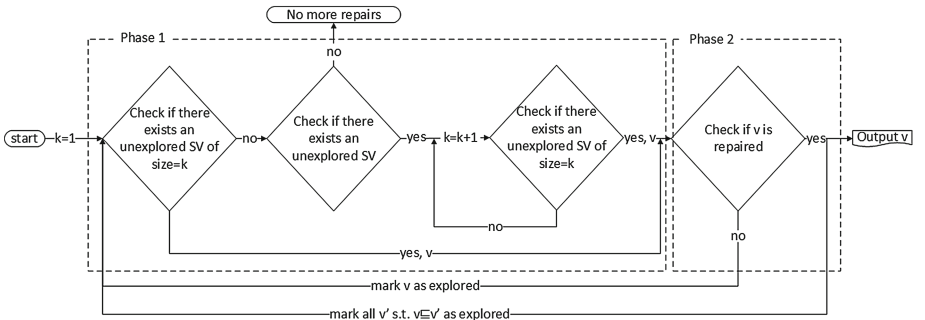 No more repairs
Phase 1
Phase 2
no
start
k=1
Check if there
exists an
unexplored SV of
size=k
no
Check if there
exists an
unexplored SV
yes
k=k+1
Check if there
exists an
unexplored SV of
size=k
yes, v
Check if v is
repaired
yes
Output v
no
no
yes, v
mark v as explored
mark all v’ s.t. v⊑v’ as explored